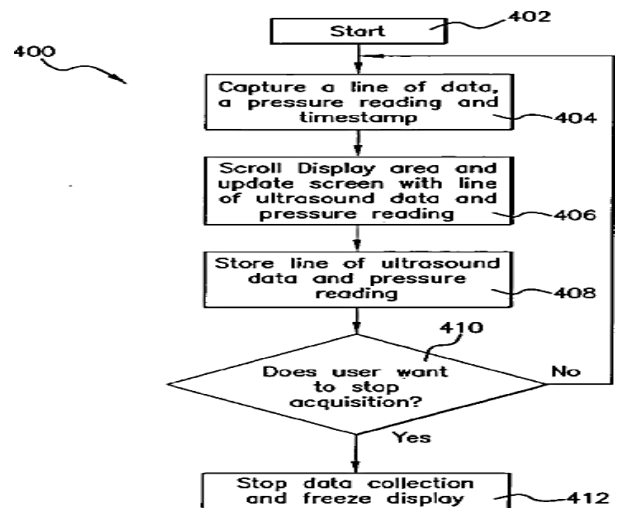 402
Start
400
Capture a line of data,
a pressure reading and
timestamp
404
Scroll Display area and
update screen with line
of ultrasound data and
pressure reading
406
Store line of ultrasound
data and pressure
reading
408
410
Does user want
to stop
acquisition?
No
Yes
Stop data collection
and freeze display
412